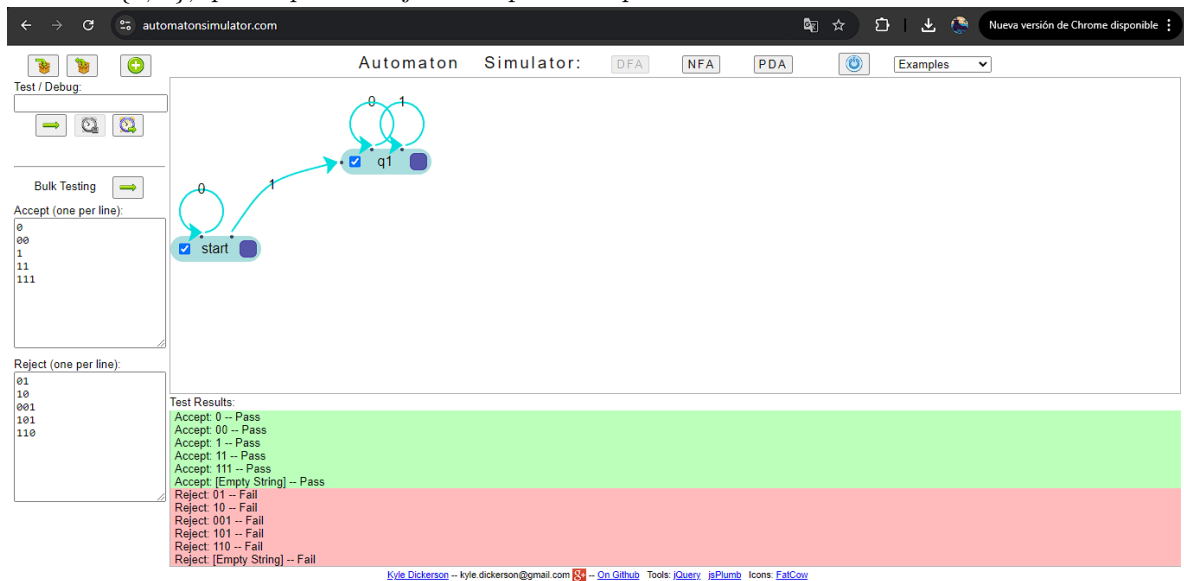 automatonsimulator.com
Nueva versión de Chrome disponible
Automaton Simulator:
DFA
NFA
PDA
Examples
Test / Debug:
0 1
q1
0
1
start
Bulk Testing
Accept (one per line):
0
00
1
11
111
Reject (one per line):
01
10
001
101
110
Test Results:
Accept: 0 -- Pass
Accept: 00 -- Pass
Accept: 1 -- Pass
Accept: 11 -- Pass
Accept: 111 -- Pass
Accept: [Empty String] -- Pass
Reject: 01 -- Fail
Reject: 10 -- Fail
Reject: 001 -- Fail
Reject: 101 -- Fail
Reject: 110 -- Fail
Reject: [Empty String] -- Fail
Kyle Dickerson -- kyle.dickerson@gmail.com -- On Github Tools: jQuery jsPlumb Icons: FatCow